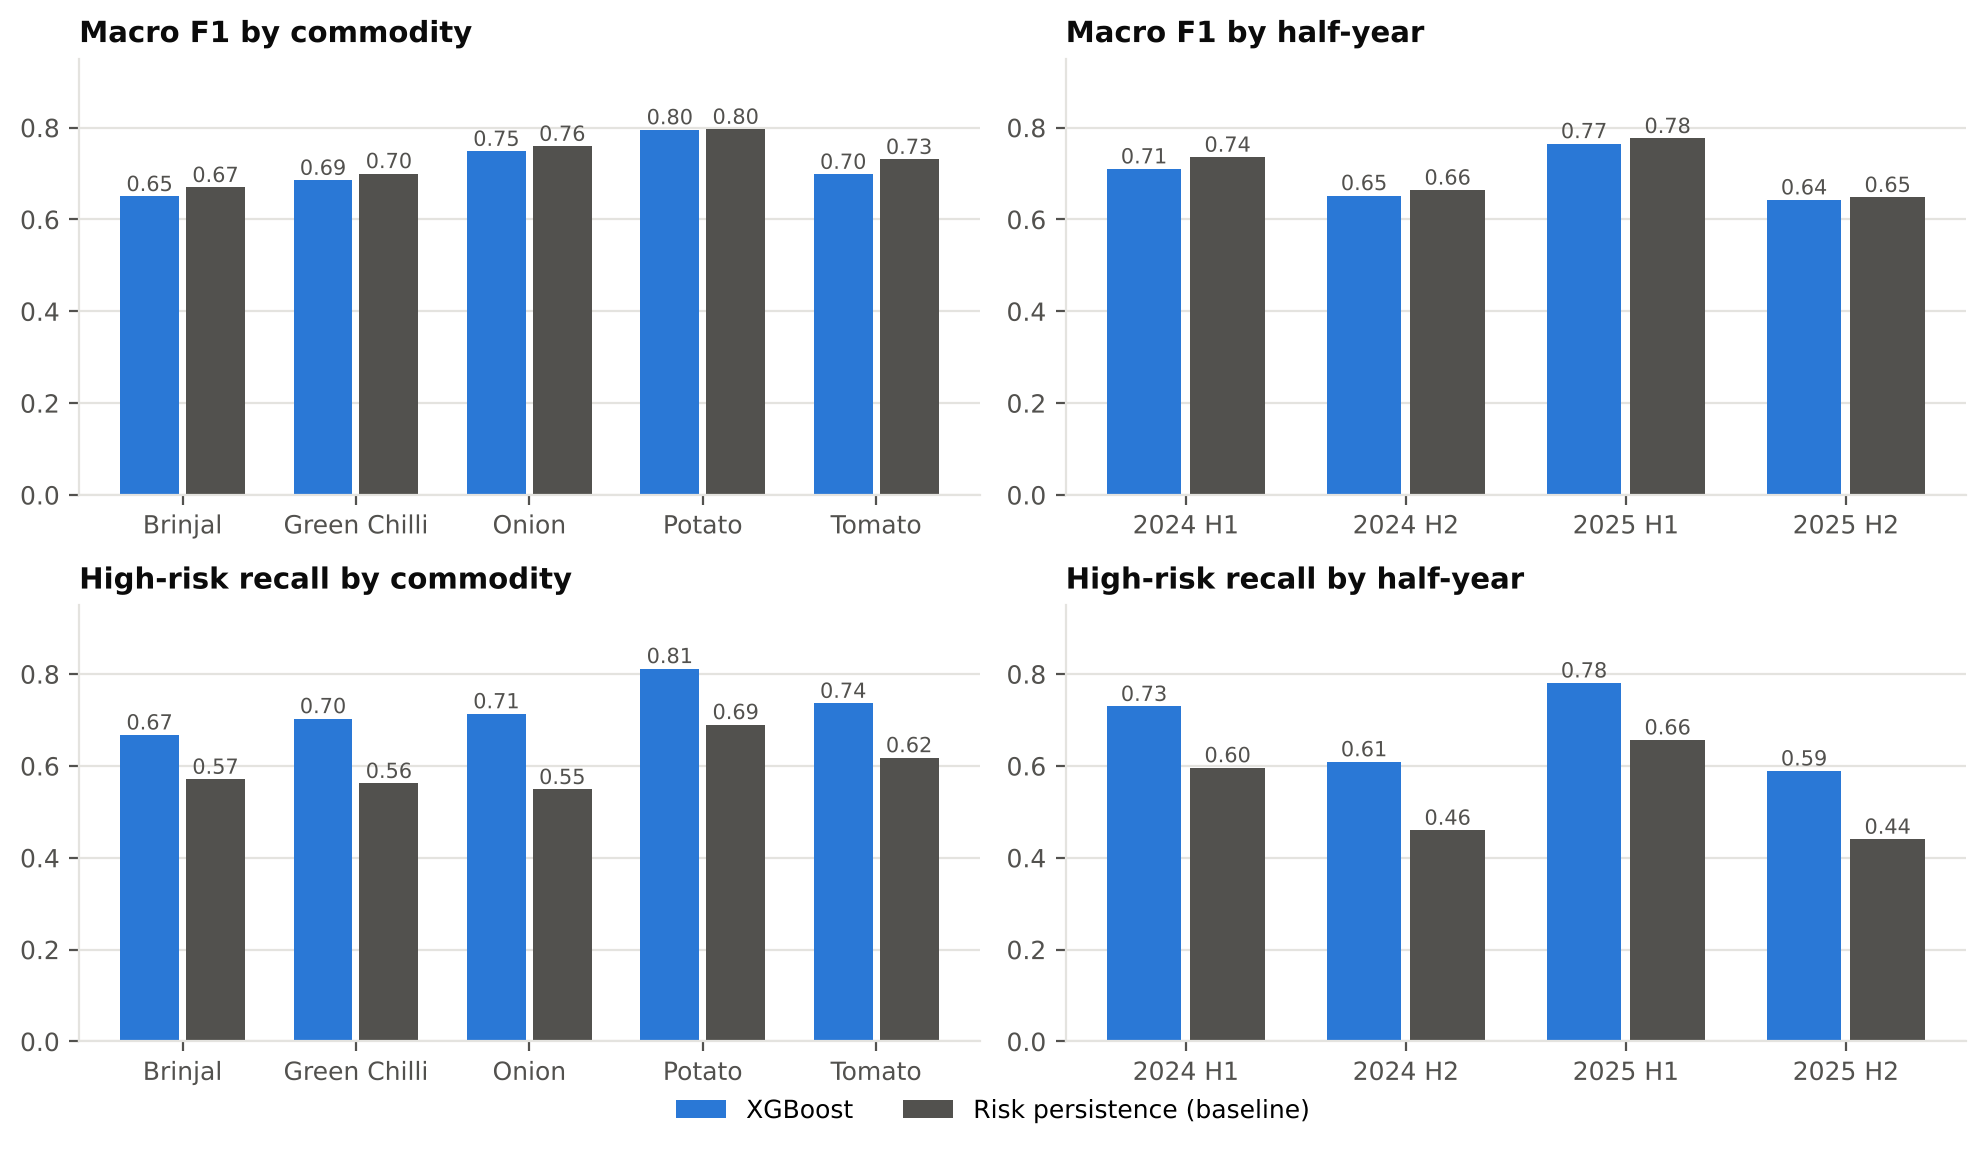 Macro F1 by commodity
0.8
0.6
0.4
0.2
0.0
0.65 0.67 0.69 0.70 0.75 0.76 0.80 0.80 0.70 0.73
Brinjal Green Chilli Onion Potato Tomato
Macro F1 by half-year
0.8
0.6
0.4
0.2
0.0
0.71 0.74 0.65 0.66 0.77 0.78 0.64 0.65
2024 H1 2024 H2 2025 H1 2025 H2
High-risk recall by commodity
0.8
0.6
0.4
0.2
0.0
0.67 0.57 0.70 0.56 0.71 0.55 0.81 0.69 0.74 0.62
Brinjal Green Chilli Onion Potato Tomato
High-risk recall by half-year
0.8
0.6
0.4
0.2
0.0
0.73 0.60 0.61 0.46 0.78 0.66 0.59 0.44
2024 H1 2024 H2 2025 H1 2025 H2
XGBoost Risk persistence (baseline)